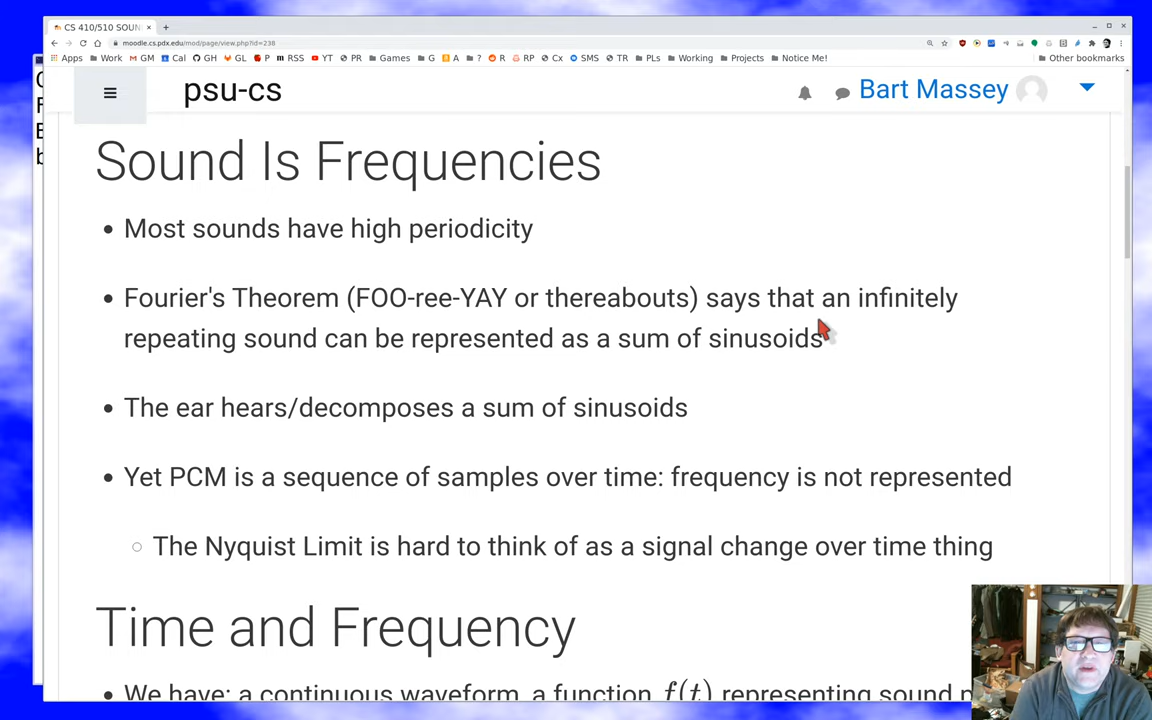 CS 410/510 SOUN
moodle.cs.pdx.edu/mod/page/view.php?id=238
Apps Work GM Cal GH GL P RSS YT PR Games G A ? R RP Cx SMS TR PLs Working Projects Notice Me! Other bookmarks
psu-cs Bart Massey
Sound Is Frequencies
Most sounds have high periodicity
Fourier's Theorem (FOO-ree-YAY or thereabouts) says that an infinitely
repeating sound can be represented as a sum of sinusoids
The ear hears/decomposes a sum of sinusoids
Yet PCM is a sequence of samples over time: frequency is not represented
The Nyquist Limit is hard to think of as a signal change over time thing
Time and Frequency
We have: a continuous waveform, a function f(t) representing sound